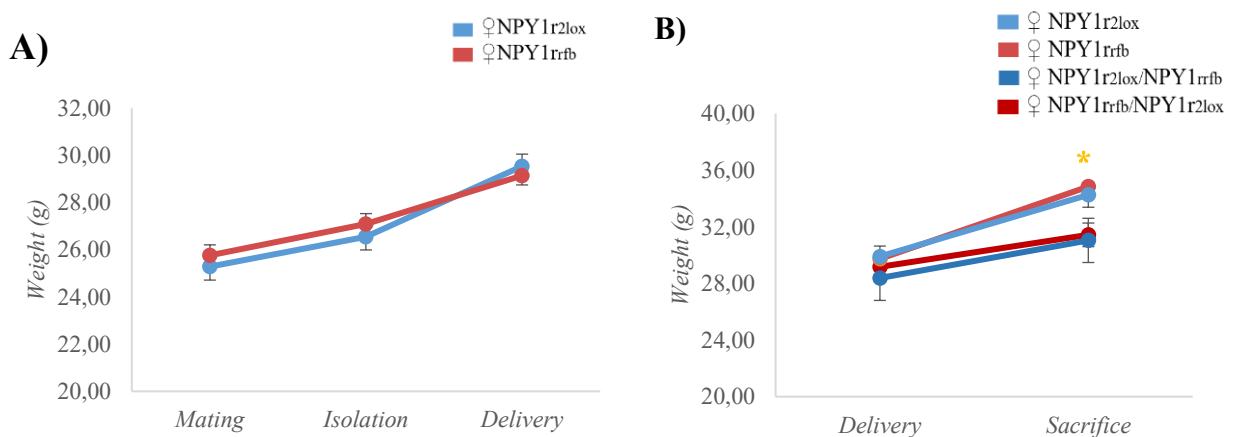 A)
♀NPY1r2lox
♀NPY1rrfb
Weight (g)
32,00
30,00
28,00
26,00
24,00
22,00
20,00
Mating Isolation Delivery
B)
♀ NPY1r2lox
♀ NPY1rrfb
♀ NPY1r2lox/NPY1rrfb
♀ NPY1rrfb/NPY1r2lox
Weight (g)
40,00
36,00
32,00
28,00
24,00
20,00
*
Delivery Sacrifice